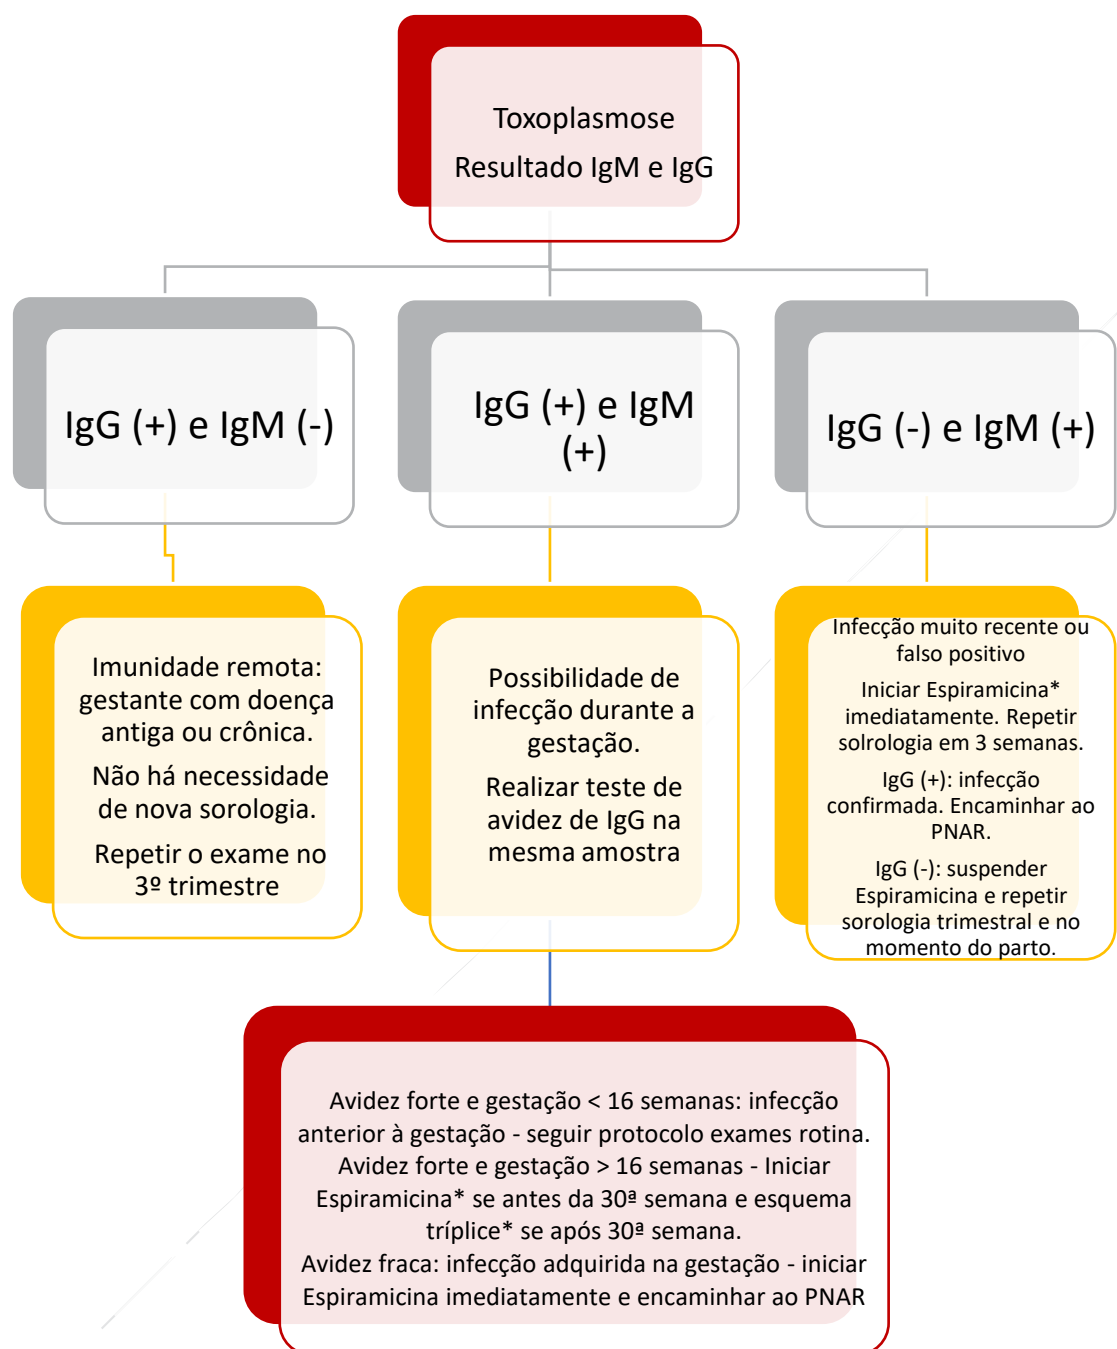 Toxoplasmose
Resultado IgM e IgG
IgG (+) e IgM (-)
IgG (+) e IgM
(+)
IgG (-) e IgM (+)
Imunidade remota:
gestante com doença
antiga ou crônica.
Não há necessidade
de nova sorologia.
Repetir o exame no
3º trimestre
Possibilidade de
infecção durante a
gestação.
Realizar teste de
avidez de IgG na
mesma amostra
Infecção muito recente ou
falso positivo
Iniciar Espiramicina*
imediatamente. Repetir
solrologia em 3 semanas.
IgG (+): infecção
confirmada. Encaminhar ao
PNAR.
IgG (-): suspender
Espiramicina e repetir
sorologia trimestral e no
momento do parto.
Avidez forte e gestação < 16 semanas: infecção
anterior à gestação - seguir protocolo exames rotina.
Avidez forte e gestação > 16 semanas - Iniciar
Espiramicina* se antes da 30ª semana e esquema
tríplice* se após 30ª semana.
Avidez fraca: infecção adquirida na gestação - iniciar
Espiramicina imediatamente e encaminhar ao PNAR